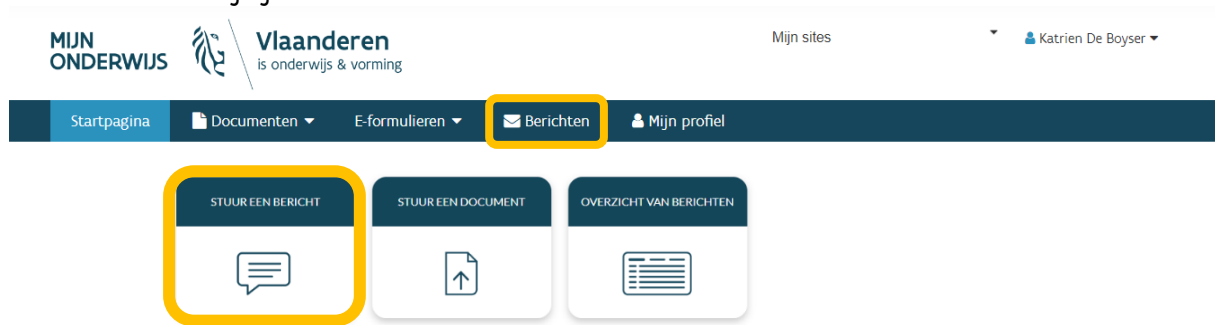 MIJN
ONDERWIJS
Vlaanderen
is onderwijs & vorming
Mijn sites
Katrien De Boyser
Startpagina
Documenten
E-formulieren
Berichten
Mijn profiel
STUUR EEN BERICHT
STUUR EEN DOCUMENT
OVERZICHT VAN BERICHTEN